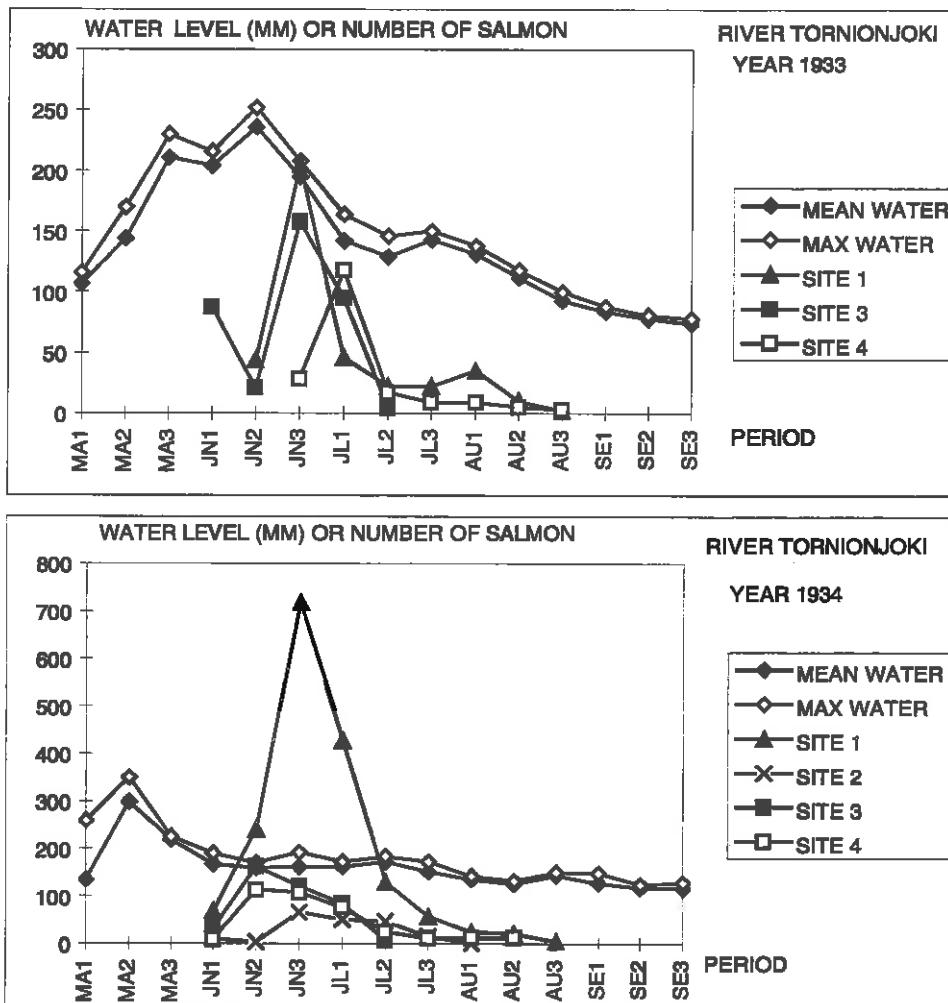 WATER LEVEL (MM) OR NUMBER OF SALMON
RIVER TORNIONJOKI
YEAR 1933
300
250
200
150
100
50
0
MEAN WATER
MAX WATER
SITE 1
SITE 3
SITE 4
MA1 MA2 MA3 JN1 JN2 JN3 JL1 JL2 JL3 AU1 AU2 AU3 SE1 SE2 SE3
PERIOD
WATER LEVEL (MM) OR NUMBER OF SALMON
RIVER TORNIONJOKI
YEAR 1934
800
700
600
500
400
300
200
100
0
MEAN WATER
MAX WATER
SITE 1
SITE 2
SITE 3
SITE 4
MA1 MA2 MA3 JN1 JN2 JN3 JL1 JL2 JL3 AU1 AU2 AU3 SE1 SE2 SE3
PERIOD